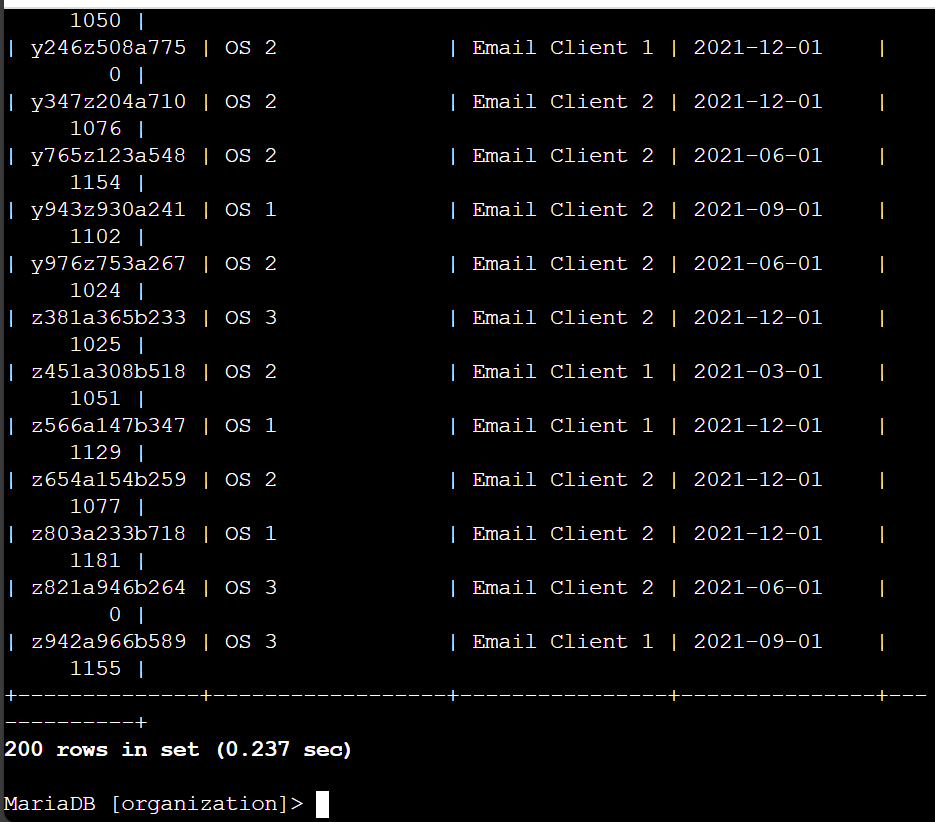 1050 |
| y246z508a775 | OS 2             | Email Client 1 | 2021-12-01    |
        0 |
| y347z204a710 | OS 2             | Email Client 2 | 2021-12-01    |
     1076 |
| y765z123a548 | OS 2             | Email Client 2 | 2021-06-01    |
     1154 |
| y943z930a241 | OS 1             | Email Client 2 | 2021-09-01    |
     1102 |
| y976z753a267 | OS 2             | Email Client 2 | 2021-06-01    |
     1024 |
| z381a365b233 | OS 3             | Email Client 2 | 2021-12-01    |
     1025 |
| z451a308b518 | OS 2             | Email Client 1 | 2021-03-01    |
     1051 |
| z566a147b347 | OS 1             | Email Client 1 | 2021-12-01    |
     1129 |
| z654a154b259 | OS 2             | Email Client 2 | 2021-12-01    |
     1077 |
| z803a233b718 | OS 1             | Email Client 2 | 2021-12-01    |
     1181 |
| z821a946b264 | OS 3             | Email Client 2 | 2021-06-01    |
        0 |
| z942a966b589 | OS 3             | Email Client 1 | 2021-09-01    |
     1155 |
+--------------+------------------+----------------+---------------+---
----------+
200 rows in set (0.237 sec)
MariaDB [organization]>